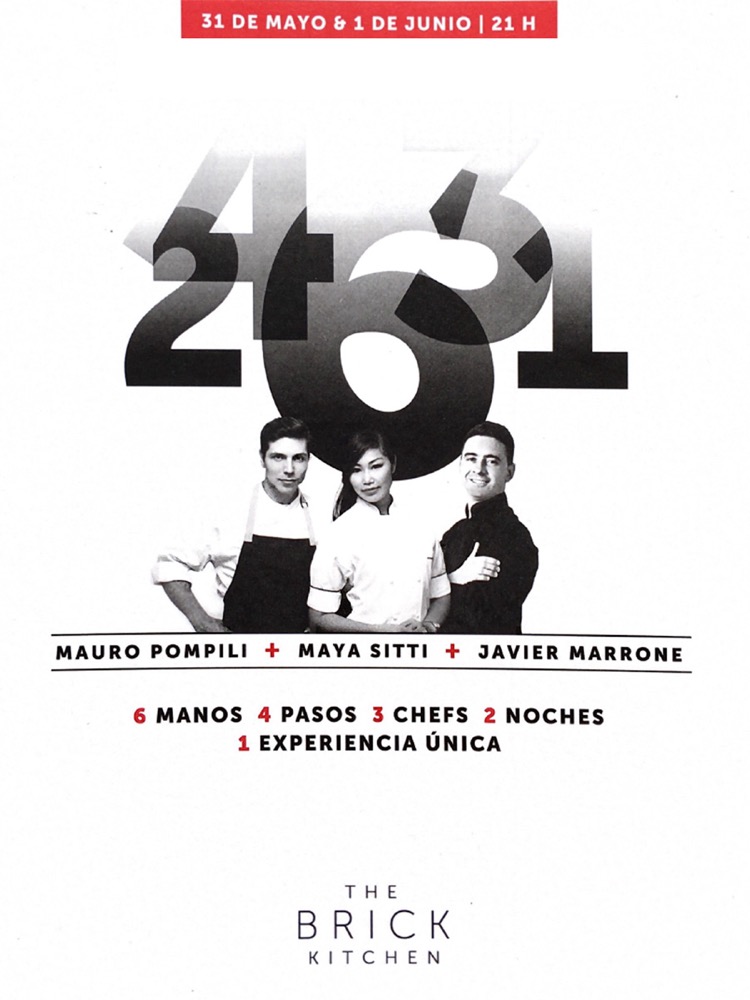 31 DE MAYO & 1 DE JUNIO | 21 H
4 3
2 6 1
MAURO POMPILI + MAYA SITTI + JAVIER MARRONE
6 MANOS 4 PASOS 3 CHEFS 2 NOCHES
1 EXPERIENCIA ÚNICA
THE
BRICK
KITCHEN